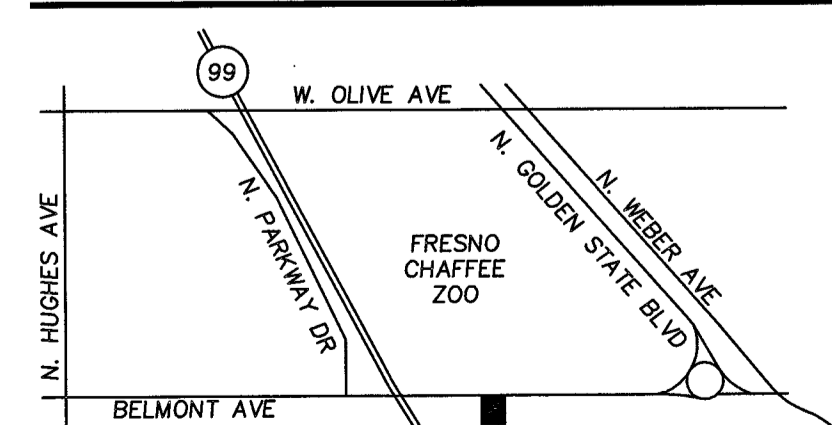 99
W. OLIVE AVE
N. HUGHES AVE
N. PARKWAY DR
FRESNO
CHAFFEE
ZOO
N. GOLDEN STATE BLVD
N. WEBER AVE
BELMONT AVE